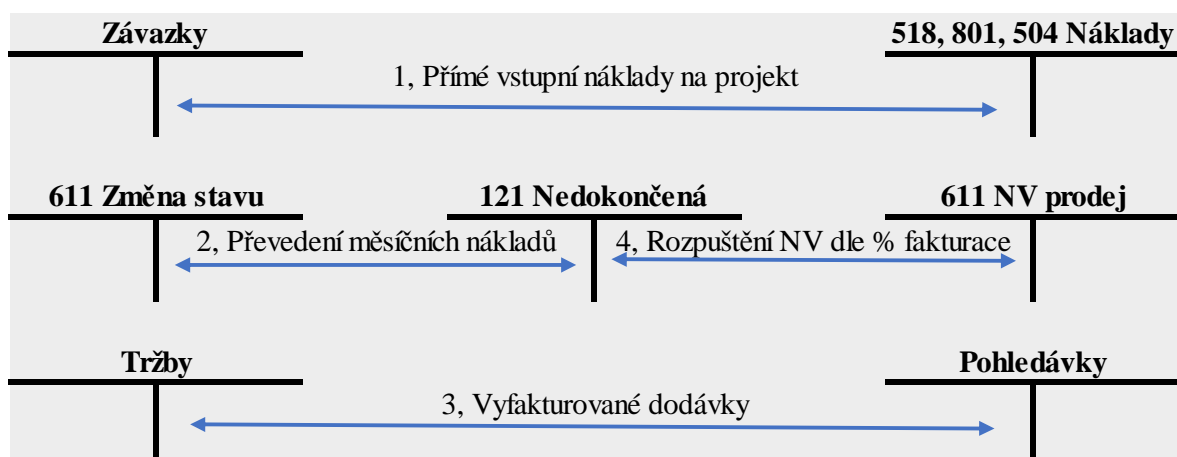 Závazky
518, 801, 504 Náklady
1, Přímé vstupní náklady na projekt
611 Změna stavu
121 Nedokončená
611 NV prodej
2, Převedení měsíčních nákladů
4, Rozpuštění NV dle % fakturace
Tržby
Pohledávky
3, Vyfakturované dodávky